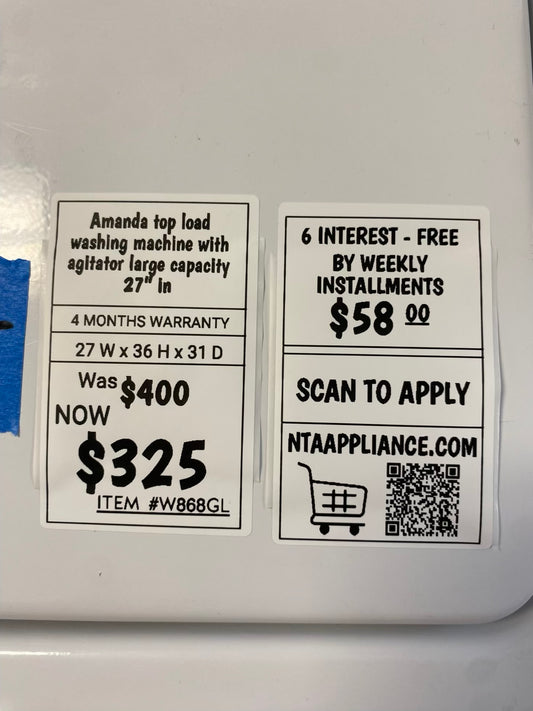 Amanda top load
washing machine with
agitator large capacity
27" in
4 MONTHS WARRANTY
27 W x 36 H x 31 D
Was $400
NOW
$325
ITEM #W868GL
6 INTEREST - FREE
BY WEEKLY
INSTALLMENTS
$58 00
SCAN TO APPLY
NTAAPPLIANCE.COM